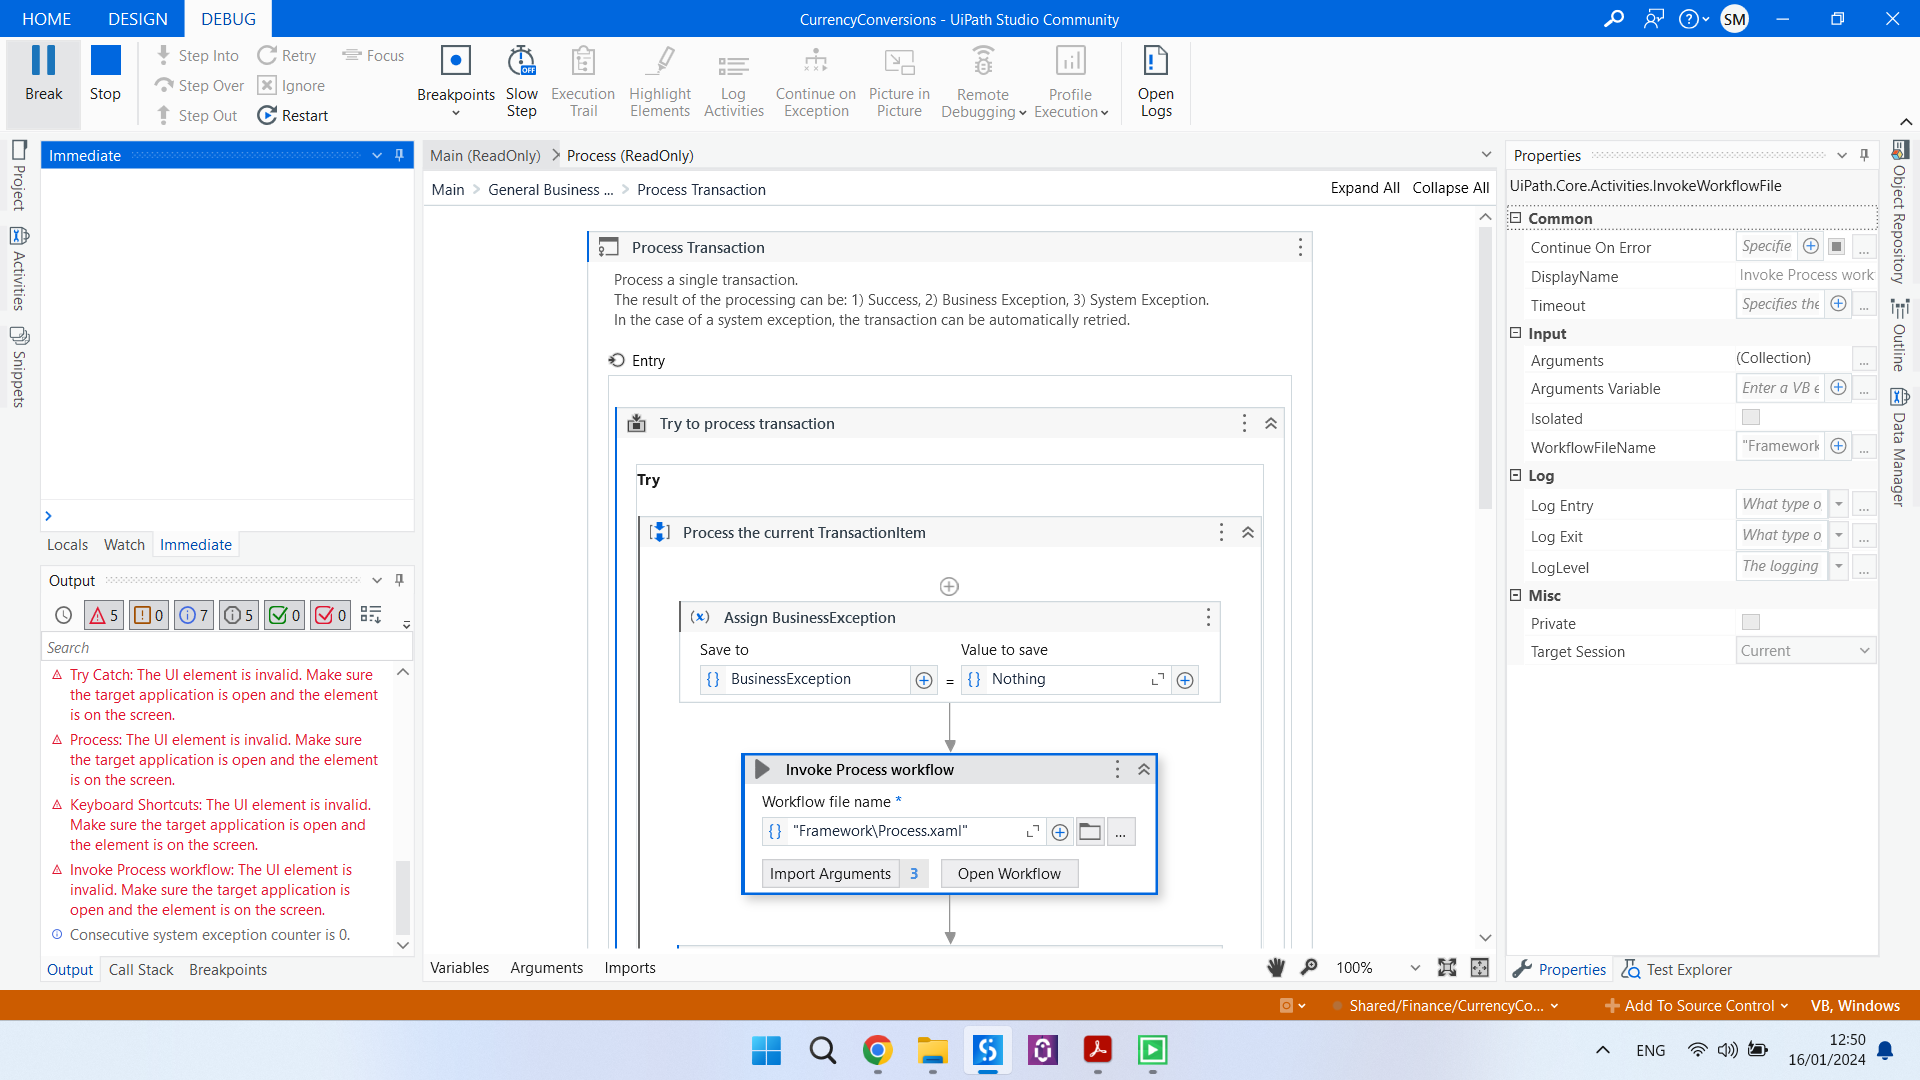 HOME
DESIGN
DEBUG
CurrencyConversions - UiPath Studio Community
SM
Break
Stop
Step Into
Step Over
Step Out
Retry
Ignore
Restart
Focus
Breakpoints
Slow
Step
OFF
Execution
Trail
Highlight
Elements
Log
Activities
Continue on
Exception
Picture in
Picture
Remote
Debugging
Profile
Execution
Open
Logs
Project
Activities
Snippets
Immediate
Locals
Watch
Immediate
Output
5
0
7
5
0
0
Search
Try Catch: The UI element is invalid. Make sure
the target application is open and the element
is on the screen.
Process: The UI element is invalid. Make sure
the target application is open and the element
is on the screen.
Keyboard Shortcuts: The UI element is invalid.
Make sure the target application is open and
the element is on the screen.
Invoke Process workflow: The UI element is
invalid. Make sure the target application is
open and the element is on the screen.
Consecutive system exception counter is 0.
Output
Call Stack
Breakpoints
Main (ReadOnly) > Process (ReadOnly)
Main > General Business ... > Process Transaction
Expand All
Collapse All
Process Transaction
Process a single transaction.
The result of the processing can be: 1) Success, 2) Business Exception, 3) System Exception.
In the case of a system exception, the transaction can be automatically retried.
Entry
Try to process transaction
Try
Process the current TransactionItem
(x) Assign BusinessException
Save to
Value to save
{} BusinessException
=
{} Nothing
Invoke Process workflow
Workflow file name *
{} "Framework\Process.xaml"
...
Import Arguments 3
Open Workflow
Variables
Arguments
Imports
100%
Properties
UiPath.Core.Activities.InvokeWorkflowFile
Common
Continue On Error Specifie ...
DisplayName Invoke Process work
Timeout Specifies the ...
Input
Arguments (Collection) ...
Arguments Variable Enter a VB e ...
Isolated
WorkflowFileName "Framework ...
Log
Log Entry What type o ...
Log Exit What type o ...
LogLevel The logging ...
Misc
Private
Target Session Current
Properties
Test Explorer
Object Repository
Outline
Data Manager
Shared/Finance/CurrencyCo...
Add To Source Control
VB, Windows
ENG
12:50
16/01/2024